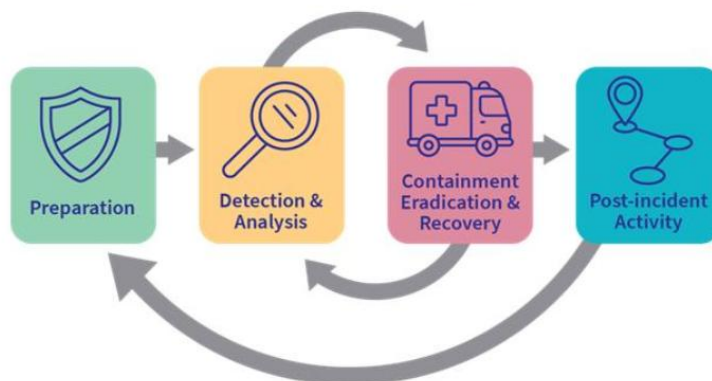 Preparation
Detection &
Analysis
Containment
Eradication &
Recovery
Post-incident
Activity